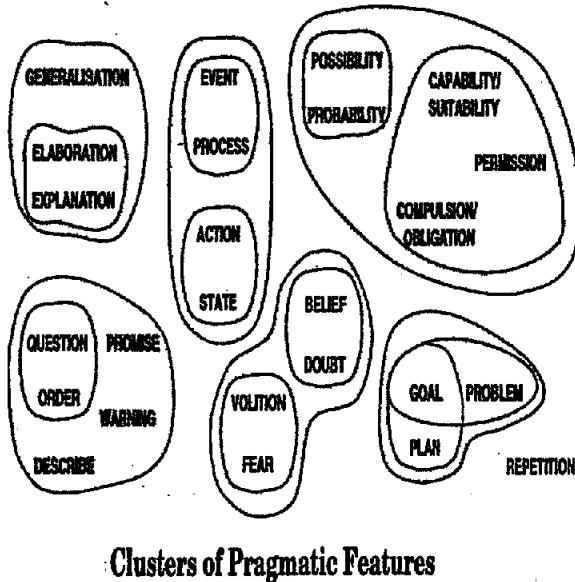 GENERALISATION
ELABORATION
EXPLANATION
EVENT
PROCESS
ACTION
STATE
POSSIBILITY
PROBABILITY
CAPABILITY/
SUITABILITY
PERMISSION
COMPULSION/
OBLIGATION
QUESTION
PROMISE
ORDER
WARNING
DESCRIBE
BELIEF
DOUBT
VOLITION
FEAR
GOAL
PROBLEM
PLAN
REPETITION
Clusters of Pragmatic Features